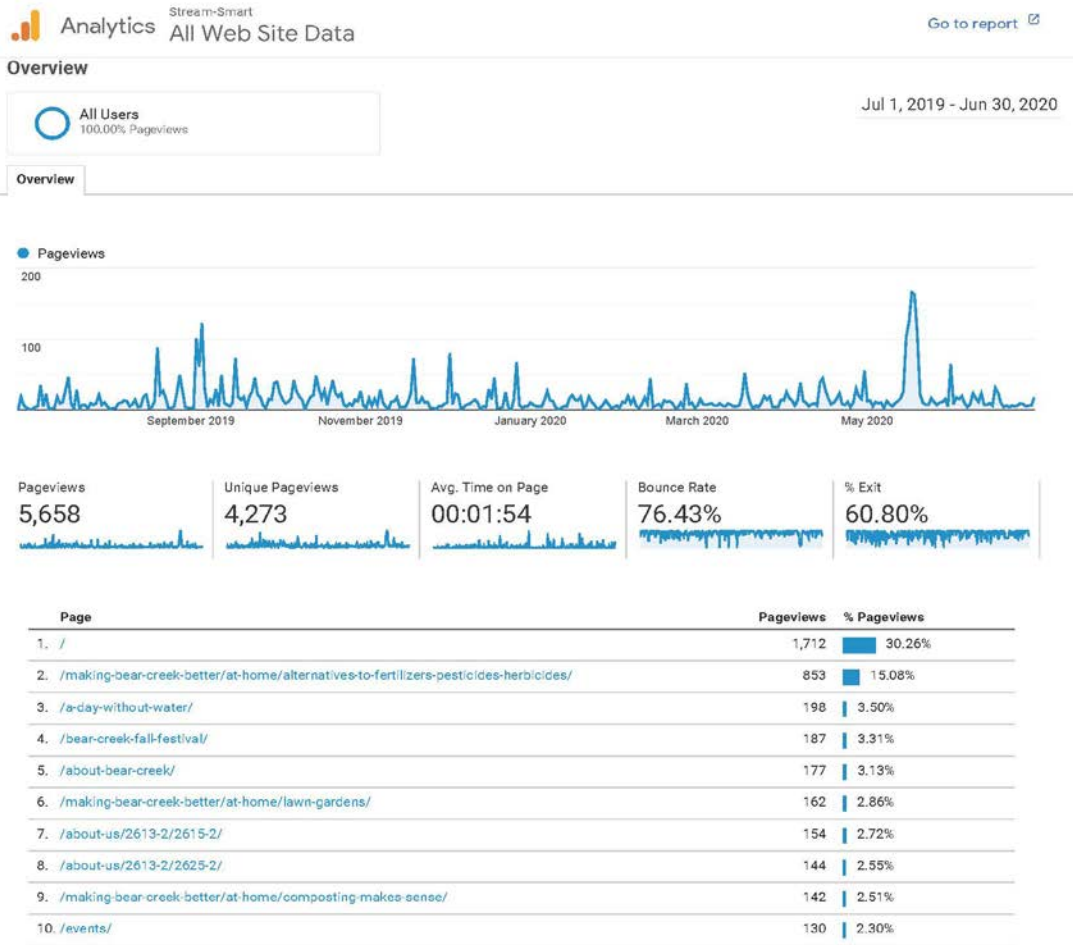 Analytics
Stream-Smart
All Web Site Data
Go to report
Overview
All Users
100.00% Pageviews
Jul 1, 2019 - Jun 30, 2020
Overview
Pageviews
200
100
September 2019 November 2019 January 2020 March 2020 May 2020
Pageviews Unique Pageviews Avg. Time on Page Bounce Rate % Exit
5,658 4,273 00:01:54 76.43% 60.80%
Page Pageviews % Pageviews
1. / 1,712 30.26%
2. /making-bear-creek-better/at-home/alternatives-to-fertilizers-pesticides-herbicides/ 853 15.08%
3. /a-day-without-water/ 198 3.50%
4. /bear-creek-fall-festival/ 187 3.31%
5. /about-bear-creek/ 177 3.13%
6. /making-bear-creek-better/at-home/lawn-gardens/ 162 2.86%
7. /about-us/2613-2/2615-2/ 154 2.72%
8. /about-us/2613-2/2625-2/ 144 2.55%
9. /making-bear-creek-better/at-home/composting-makes-sense/ 142 2.51%
10. /events/ 130 2.30%